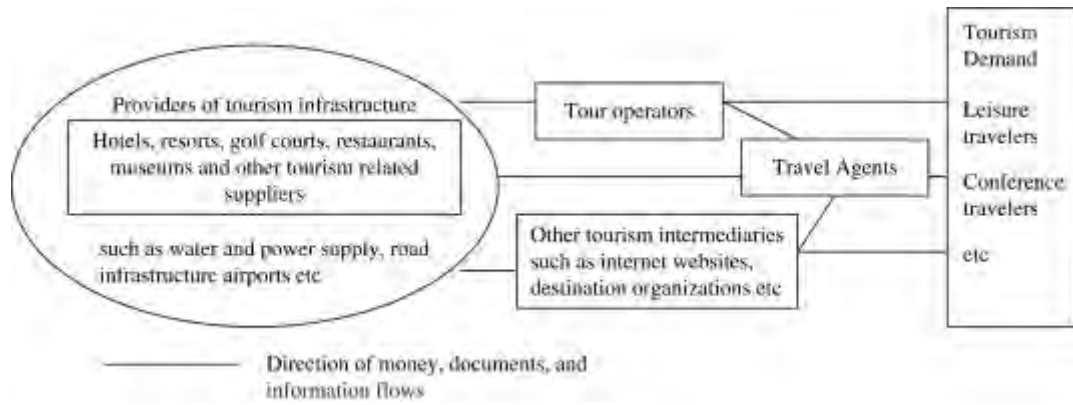 Providers of tourism infrastructure
Hotels, resorts, golf courts, restaurants,
museums and other tourism related
suppliers
such as water and power supply, road
infrastructure airports etc
Tour operators
Travel Agents
Other tourism intermediaries
such as internet websites,
destination organizations etc
Tourism
Demand
Leisure
travelers
Conference
travelers
etc
Direction of money, documents, and
information flows